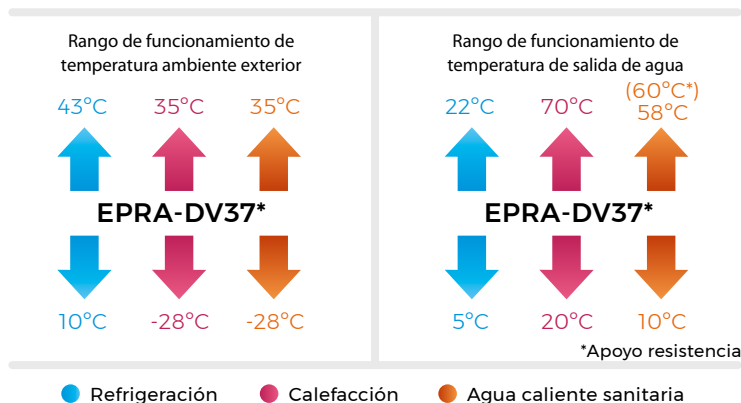 Rango de funcionamiento de
temperatura ambiente exterior
43°C 35°C 35°C
EPRA-DV37*
10°C -28°C -28°C
Rango de funcionamiento de
temperatura de salida de agua
(60°C*)
22°C 70°C 58°C
EPRA-DV37*
5°C 20°C 10°C
*Apoyo resistencia
Refrigeración Calefacción Agua caliente sanitaria